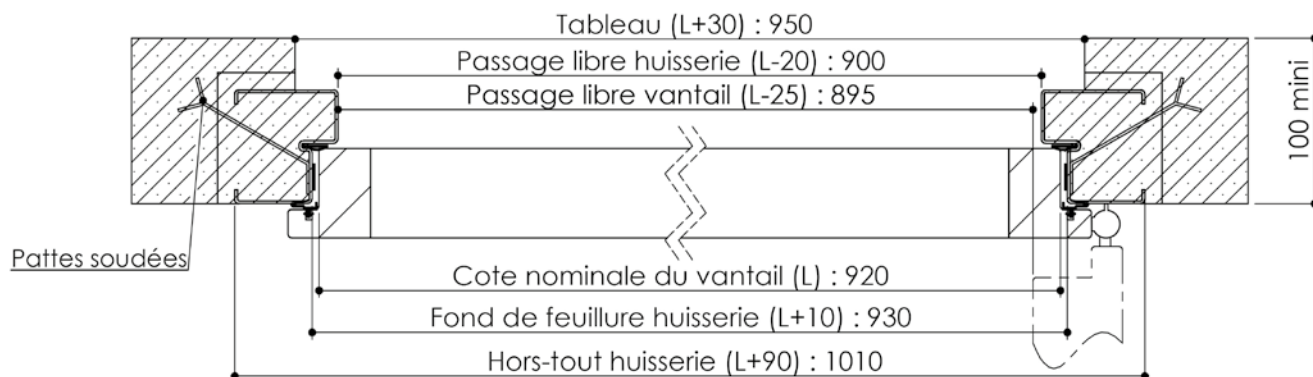 Tableau (L+30) : 950
Passage libre huisserie (L-20) : 900
Passage libre vantail (L-25) : 895
100 mini
Pattes soudées
Cote nominale du vantail (L) : 920
Fond de feuillure huisserie (L+10) : 930
Hors-tout huisserie (L+90) : 1010